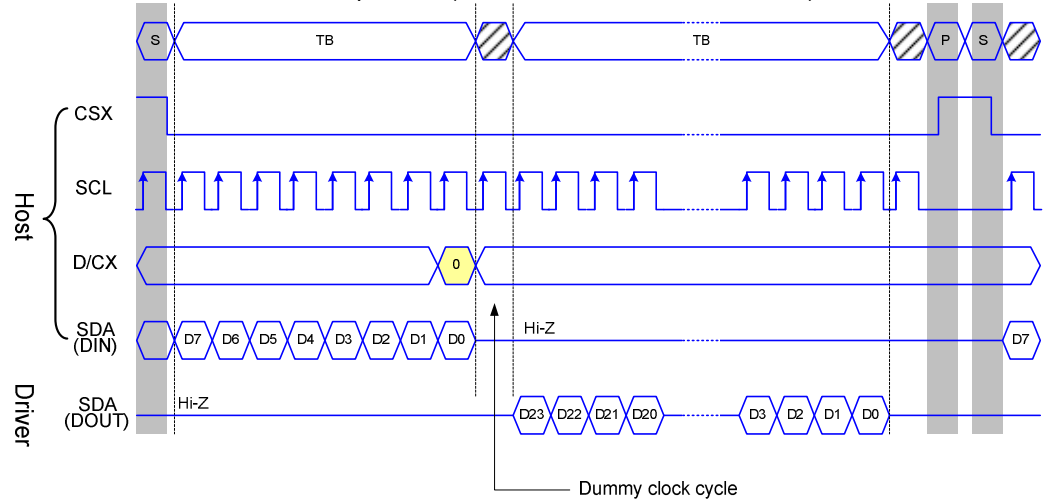 S TB TB P S
CSX
SCL
D/CX 0
SDA
(DIN) D7 D6 D5 D4 D3 D2 D1 D0 Hi-Z D7
SDA
(DOUT) Hi-Z D23 D22 D21 D20 D3 D2 D1 D0
Host
Driver
Dummy clock cycle